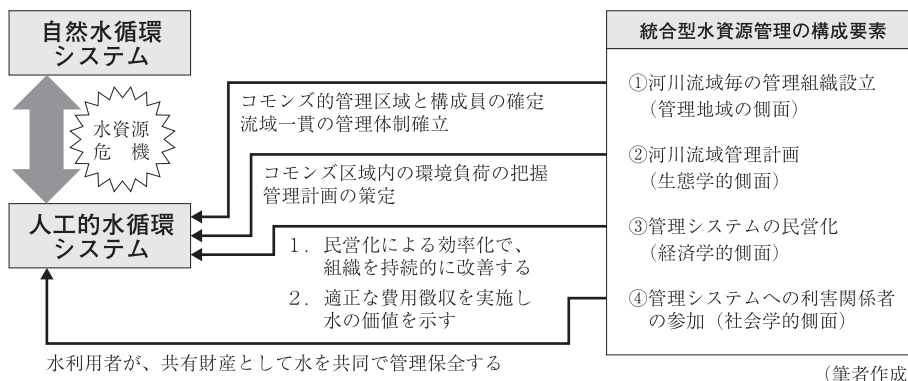 自然水循環
システム
水資源
危 機
人工的水循環
システム
コモンズ的管理区域と構成員の確定
流域一貫の管理体制確立
コモンズ区域内の環境負荷の把握
管理計画の策定
1．民営化による効率化で、
組織を持続的に改善する
2．適正な費用徴収を実施し
水の価値を示す
水利用者が、共有財産として水を共同で管理保全する
統合型水資源管理の構成要素
①河川流域毎の管理組織設立
（管理地域の側面）
②河川流域管理計画
（生態学的側面）
③管理システムの民営化
（経済学的側面）
④管理システムへの利害関係者
の参加（社会学的側面）
（筆者作成